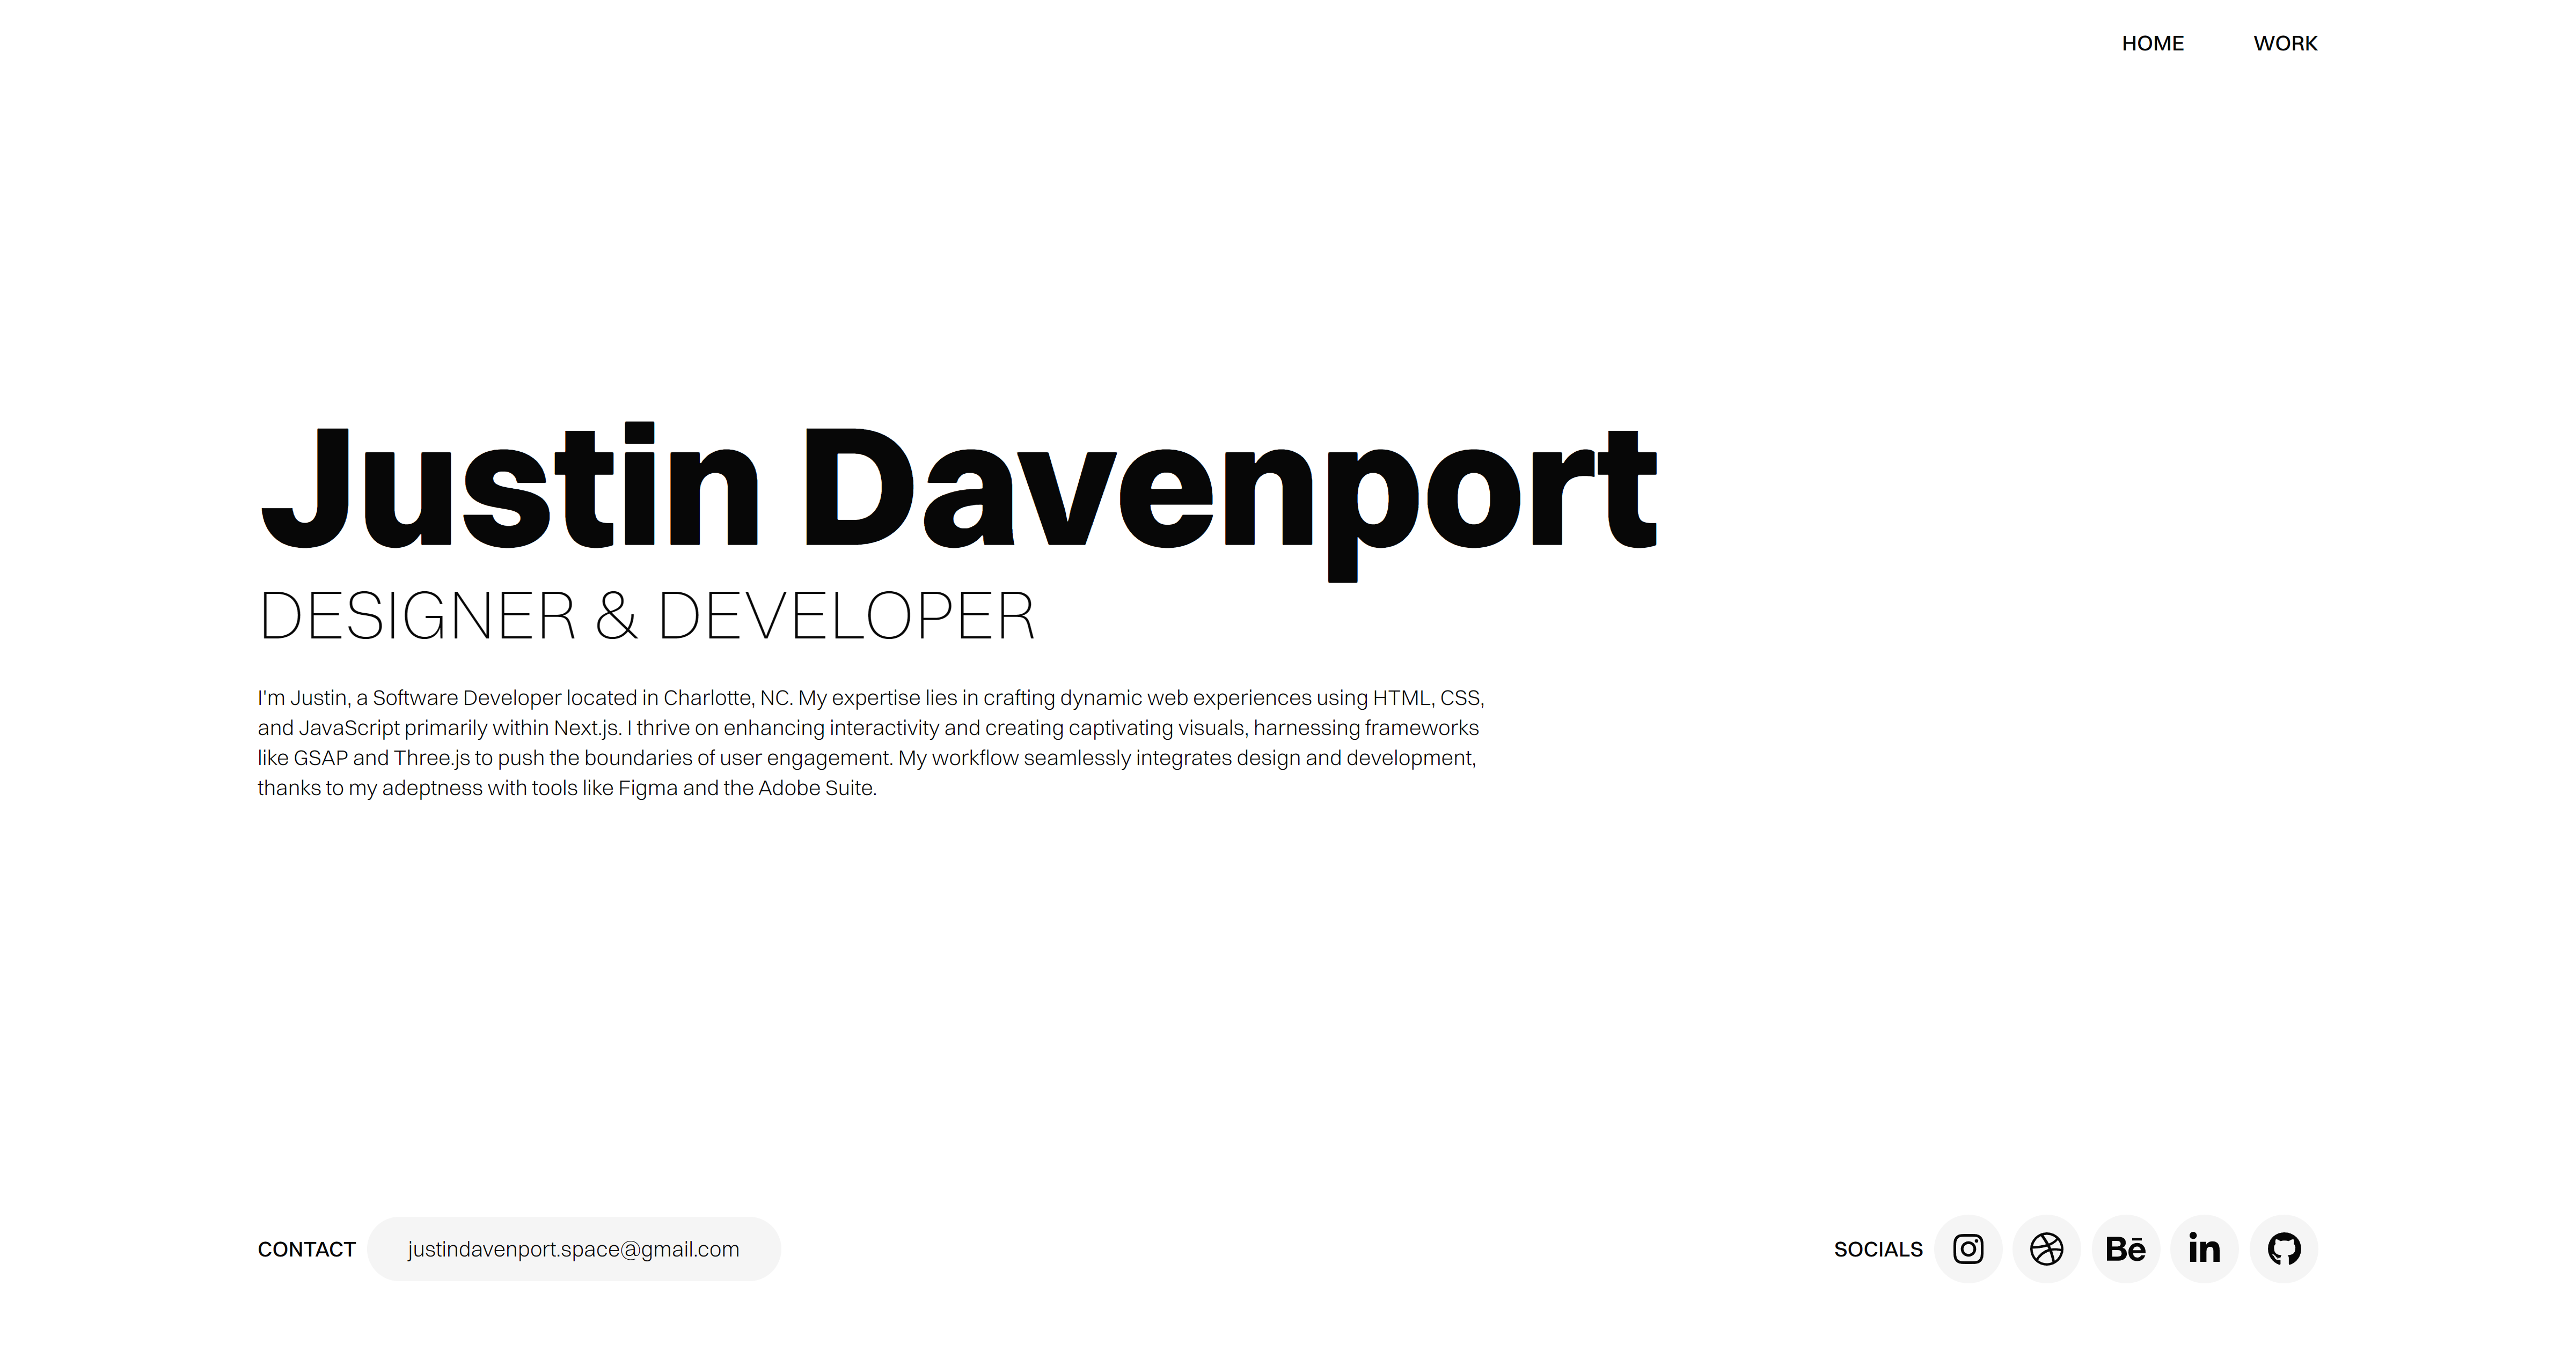 HOME WORK
Justin Davenport
DESIGNER & DEVELOPER
I'm Justin, a Software Developer located in Charlotte, NC. My expertise lies in crafting dynamic web experiences using HTML, CSS,
and JavaScript primarily within Next.js. I thrive on enhancing interactivity and creating captivating visuals, harnessing frameworks
like GSAP and Three.js to push the boundaries of user engagement. My workflow seamlessly integrates design and development,
thanks to my adeptness with tools like Figma and the Adobe Suite.
CONTACT justindavenport.space@gmail.com
SOCIALS Bē in